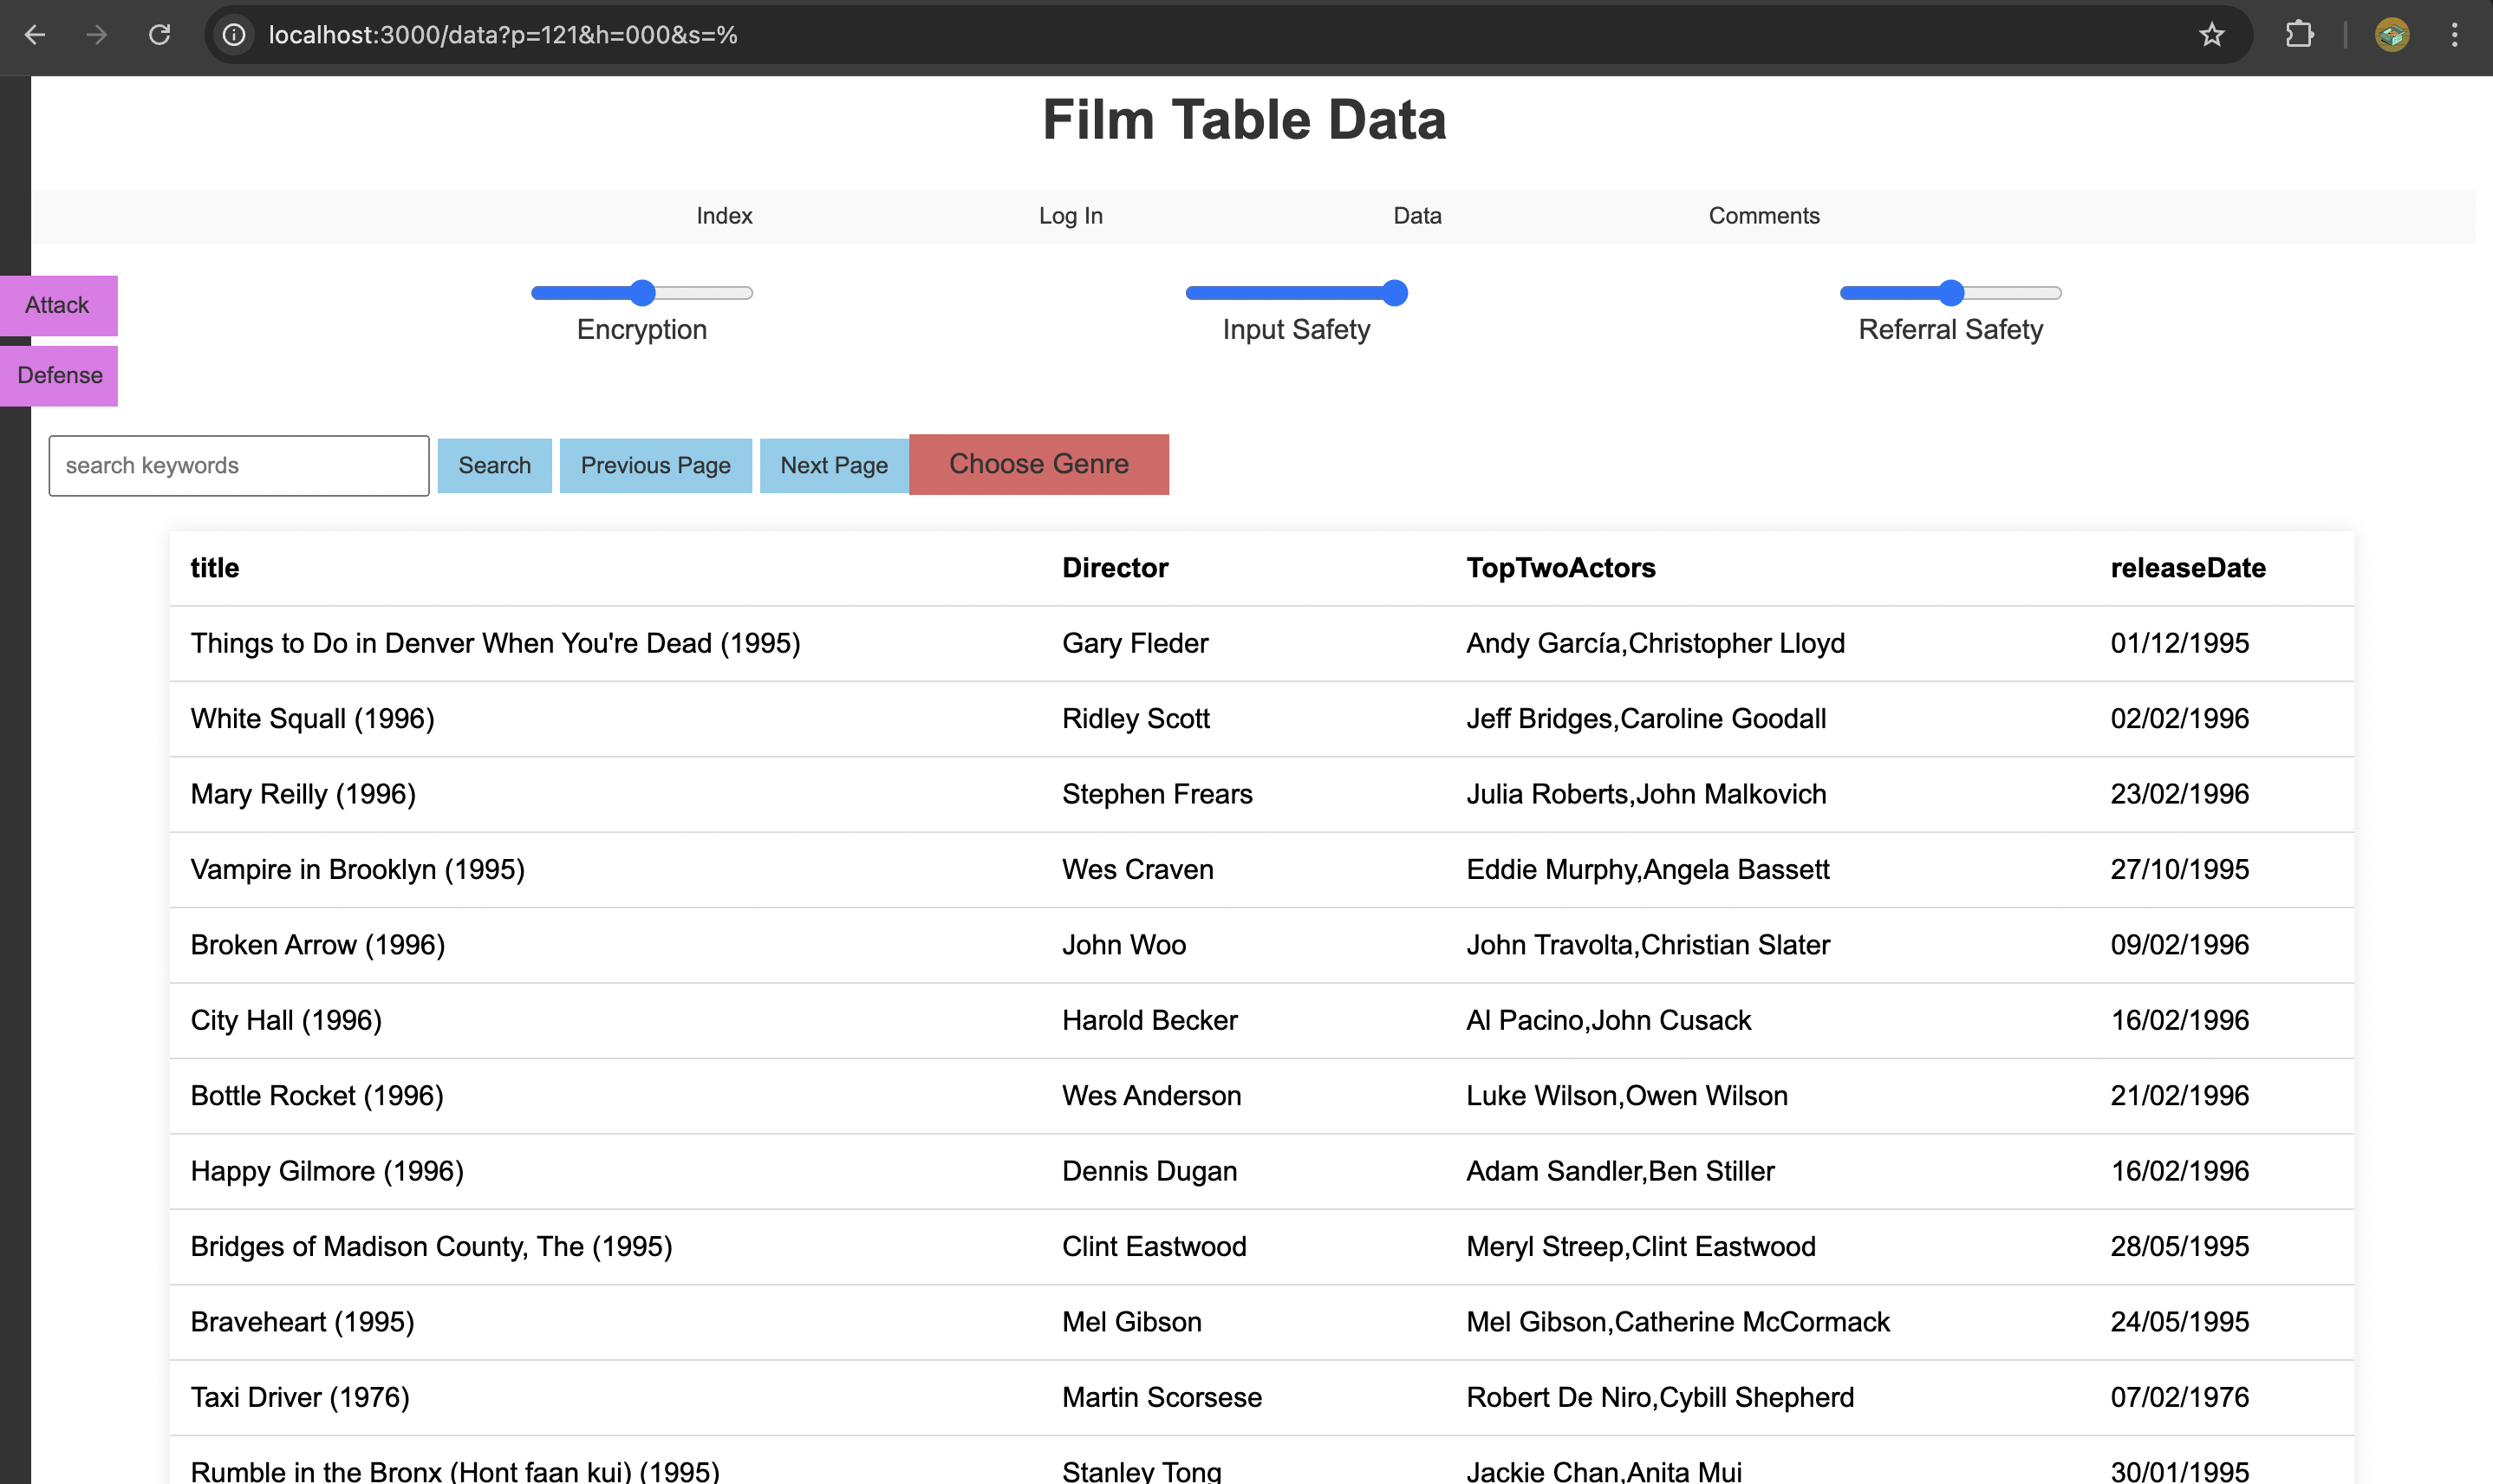 localhost:3000/data?p=121&h=000&s=%
Film Table Data
Index Log In Data Comments
Attack
Encryption Input Safety Referral Safety
Defense
search keywords Search Previous Page Next Page Choose Genre
title Director TopTwoActors releaseDate
Things to Do in Denver When You're Dead (1995) Gary Fleder Andy García,Christopher Lloyd 01/12/1995
White Squall (1996) Ridley Scott Jeff Bridges,Caroline Goodall 02/02/1996
Mary Reilly (1996) Stephen Frears Julia Roberts,John Malkovich 23/02/1996
Vampire in Brooklyn (1995) Wes Craven Eddie Murphy,Angela Bassett 27/10/1995
Broken Arrow (1996) John Woo John Travolta,Christian Slater 09/02/1996
City Hall (1996) Harold Becker Al Pacino,John Cusack 16/02/1996
Bottle Rocket (1996) Wes Anderson Luke Wilson,Owen Wilson 21/02/1996
Happy Gilmore (1996) Dennis Dugan Adam Sandler,Ben Stiller 16/02/1996
Bridges of Madison County, The (1995) Clint Eastwood Meryl Streep,Clint Eastwood 28/05/1995
Braveheart (1995) Mel Gibson Mel Gibson,Catherine McCormack 24/05/1995
Taxi Driver (1976) Martin Scorsese Robert De Niro,Cybill Shepherd 07/02/1976
Rumble in the Bronx (Hont faan kui) (1995) Stanley Tong Jackie Chan,Anita Mui 30/01/1995